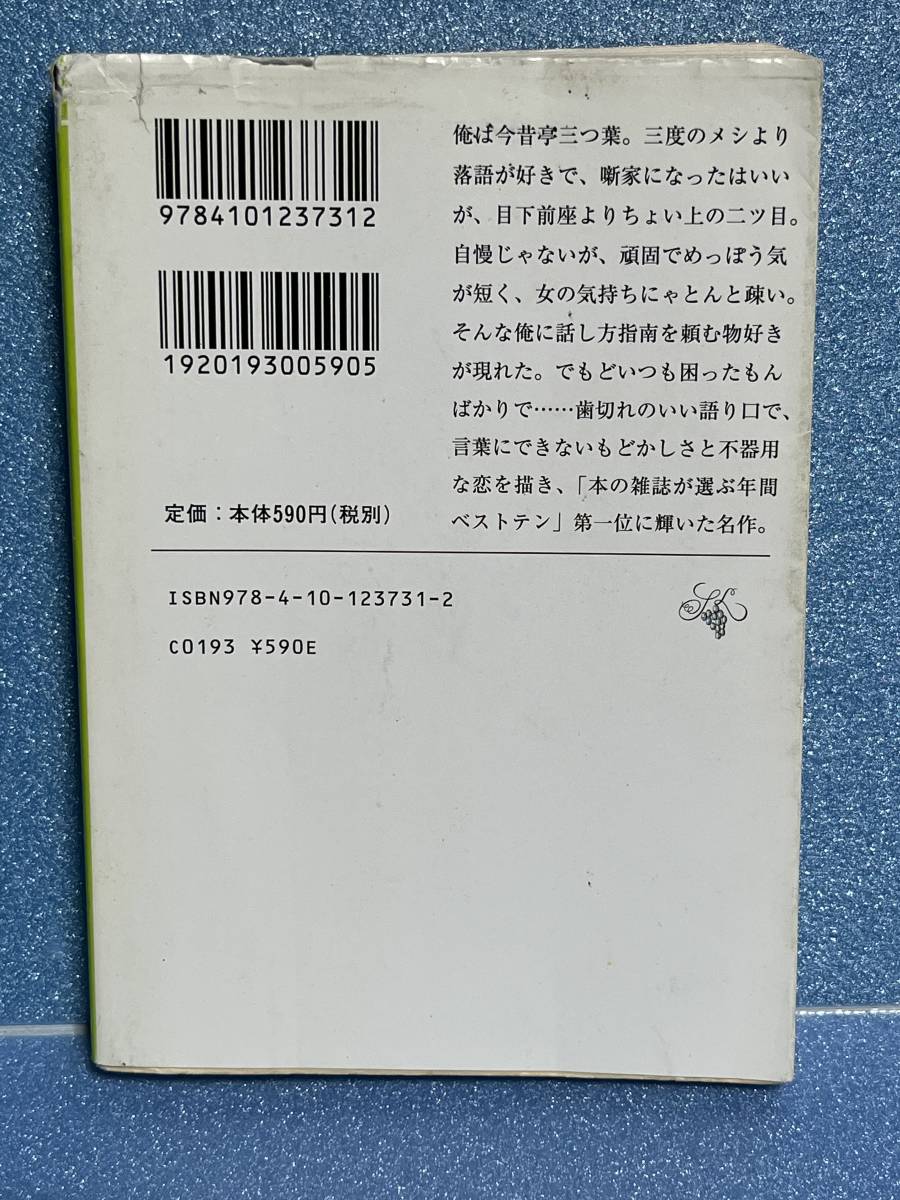 9784101237312
1920193005905
定価：本体590円（税別）
俺は今昔亭三つ葉。三度のメシより
落語が好きで、噺家になったはいい
が、目下前座よりちょい上の二ツ目。
自慢じゃないが、頑固でめっぽう気
が短く、女の気持ちにゃとんと疎い。
そんな俺に話し方指南を頼む物好き
が現れた。でもどいつも困ったもん
ばかりで……歯切れのいい語り口で、
言葉にできないもどかしさと不器用
な恋を描き、「本の雑誌が選ぶ年間
ベストテン」第一位に輝いた名作。
ISBN978-4-10-123731-2
C0193 ¥590E